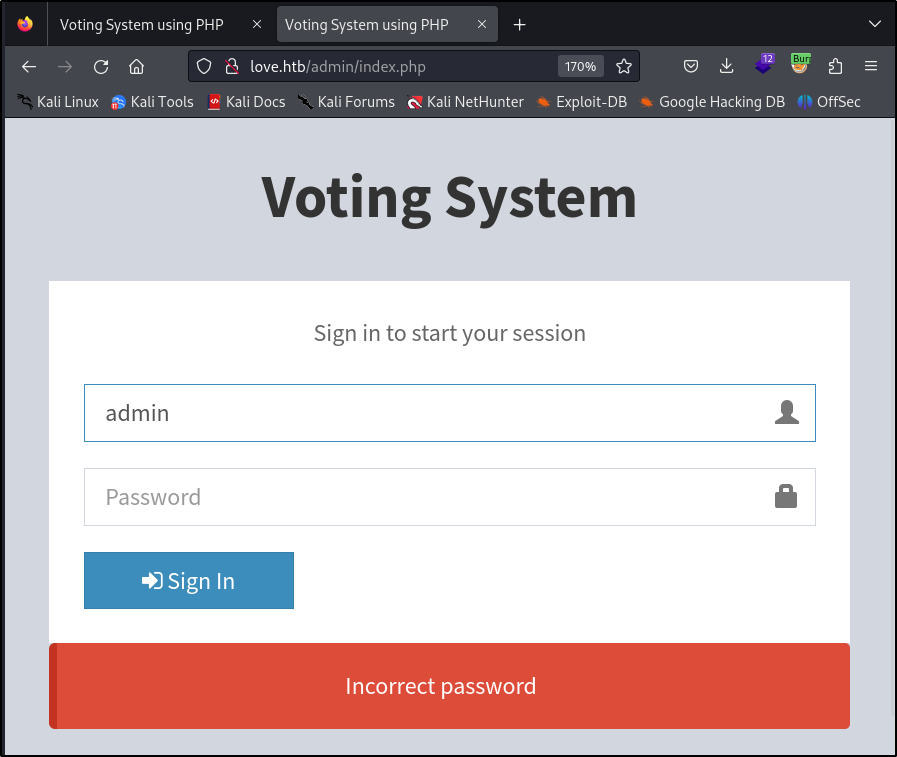 Voting System using PHP Voting System using PHP
love.htb/admin/index.php 170% 12 Burr
Kali Linux Kali Tools Kali Docs Kali Forums Kali NetHunter Exploit-DB Google Hacking DB OffSec
Voting System
Sign in to start your session
admin
Password
Sign In
Incorrect password